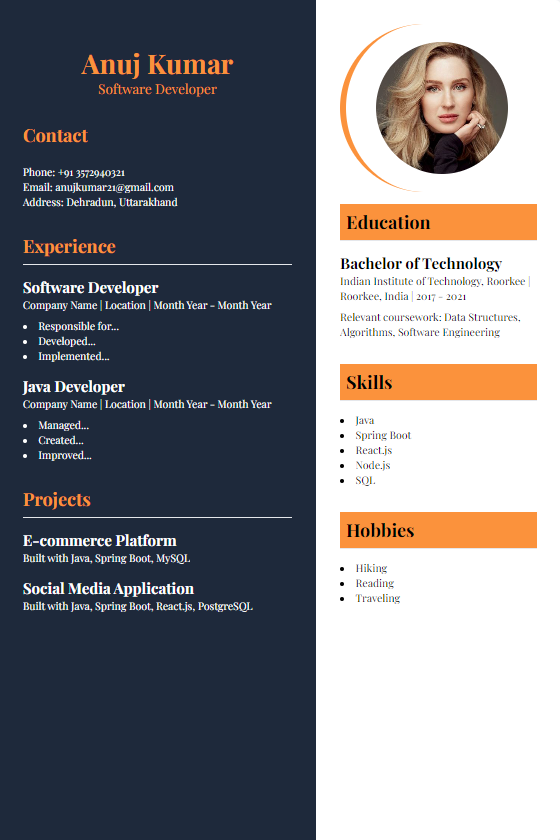 Anuj Kumar
Software Developer
Contact
Phone: +91 3572940321
Email: anujkumar21@gmail.com
Address: Dehradun, Uttarakhand
Experience
Software Developer
Company Name | Location | Month Year - Month Year
Responsible for...
Developed...
Implemented...
Java Developer
Company Name | Location | Month Year - Month Year
Managed...
Created...
Improved...
Projects
E-commerce Platform
Built with Java, Spring Boot, MySQL
Social Media Application
Built with Java, Spring Boot, React.js, PostgreSQL
Education
Bachelor of Technology
Indian Institute of Technology, Roorkee |
Roorkee, India | 2017 - 2021
Relevant coursework: Data Structures,
Algorithms, Software Engineering
Skills
Java
Spring Boot
React.js
Node.js
SQL
Hobbies
Hiking
Reading
Traveling